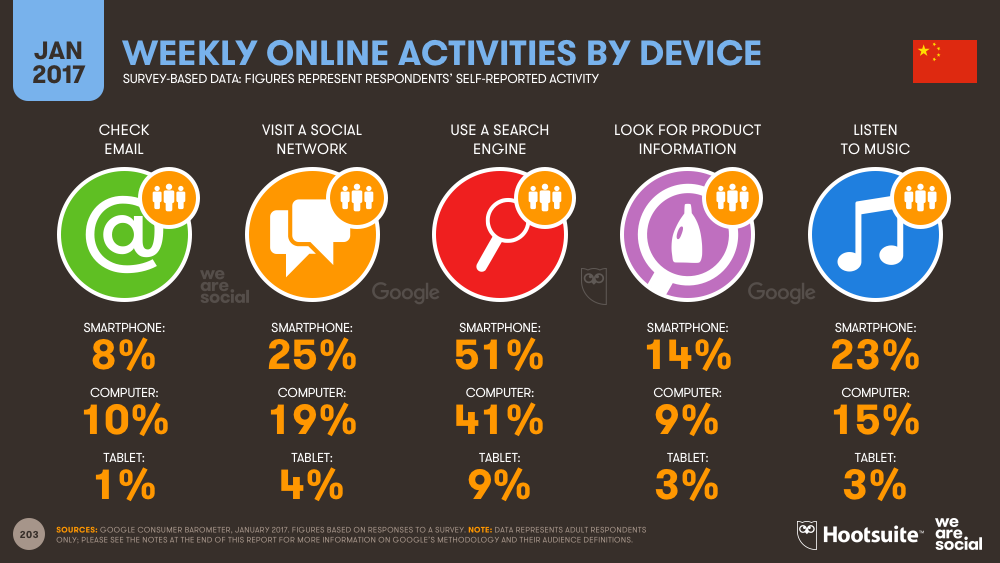 JAN
2017
WEEKLY ONLINE ACTIVITIES BY DEVICE
SURVEY-BASED DATA: FIGURES REPRESENT RESPONDENTS' SELF-REPORTED ACTIVITY
CHECK
EMAIL
VISIT A SOCIAL
NETWORK
USE A SEARCH
ENGINE
LOOK FOR PRODUCT
INFORMATION
LISTEN
TO MUSIC
@
we
are
social
Google
Google
SMARTPHONE:
8%
SMARTPHONE:
25%
SMARTPHONE:
51%
SMARTPHONE:
14%
SMARTPHONE:
23%
COMPUTER:
10%
COMPUTER:
19%
COMPUTER:
41%
COMPUTER:
9%
COMPUTER:
15%
TABLET:
1%
TABLET:
4%
TABLET:
9%
TABLET:
3%
TABLET:
3%
203
SOURCES: GOOGLE CONSUMER BAROMETER, JANUARY 2017. FIGURES BASED ON RESPONSES TO A SURVEY. NOTE: DATA REPRESENTS ADULT RESPONDENTS
ONLY; PLEASE SEE THE NOTES AT THE END OF THIS REPORT FOR MORE INFORMATION ON GOOGLE'S METHODOLOGY AND THEIR AUDIENCE DEFINITIONS.
Hootsuite™
we
are
social